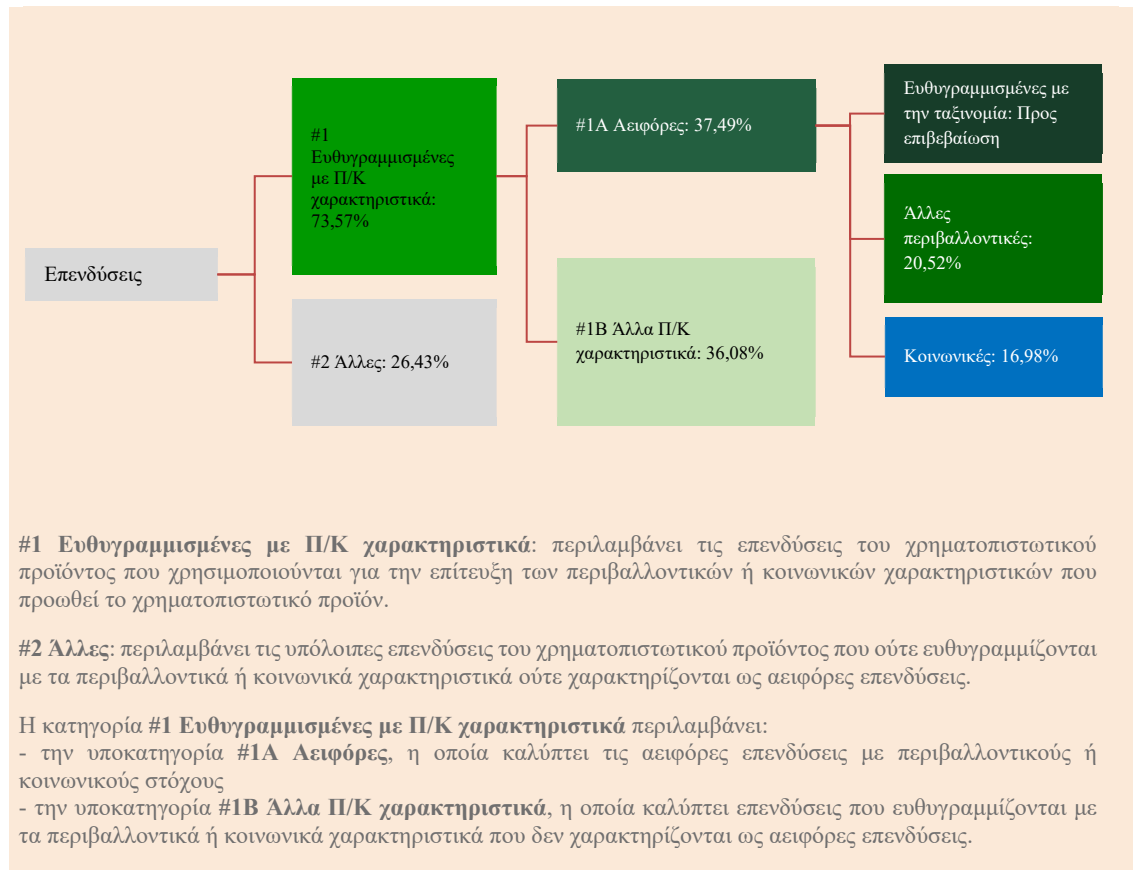 Επενδύσεις
#1
Ευθυγραμμισμένες
με Π/Κ
χαρακτηριστικά:
73,57%
#2 Άλλες: 26,43%
#1A Αειφόρες: 37,49%
#1B Άλλα Π/Κ
χαρακτηριστικά: 36,08%
Ευθυγραμμισμένες με
την ταξινομία: Προς
επιβεβαίωση
Άλλες
περιβαλλοντικές:
20,52%
Κοινωνικές: 16,98%
#1 Ευθυγραμμισμένες με Π/Κ χαρακτηριστικά: περιλαμβάνει τις επενδύσεις του χρηματοπιστωτικού
προϊόντος που χρησιμοποιούνται για την επίτευξη των περιβαλλοντικών ή κοινωνικών χαρακτηριστικών που
προωθεί το χρηματοπιστωτικό προϊόν.
#2 Άλλες: περιλαμβάνει τις υπόλοιπες επενδύσεις του χρηματοπιστωτικού προϊόντος που ούτε ευθυγραμμίζονται
με τα περιβαλλοντικά ή κοινωνικά χαρακτηριστικά ούτε χαρακτηρίζονται ως αειφόρες επενδύσεις.
Η κατηγορία #1 Ευθυγραμμισμένες με Π/Κ χαρακτηριστικά περιλαμβάνει:
- την υποκατηγορία #1A Αειφόρες, η οποία καλύπτει τις αειφόρες επενδύσεις με περιβαλλοντικούς ή
κοινωνικούς στόχους
- την υποκατηγορία #1B Άλλα Π/Κ χαρακτηριστικά, η οποία καλύπτει επενδύσεις που ευθυγραμμίζονται με
τα περιβαλλοντικά ή κοινωνικά χαρακτηριστικά που δεν χαρακτηρίζονται ως αειφόρες επενδύσεις.